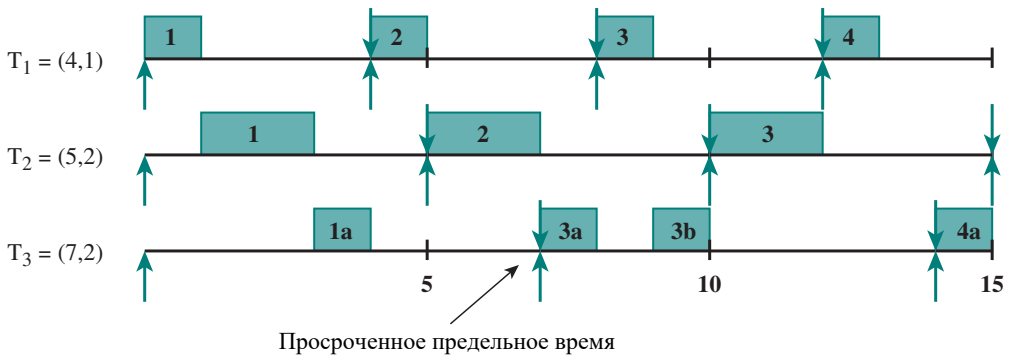 1 2 3 4
T1 = (4,1)
1 2 3
T2 = (5,2)
1a 3a 3b 4a
T3 = (7,2)
5 10 15
Просроченное предельное время